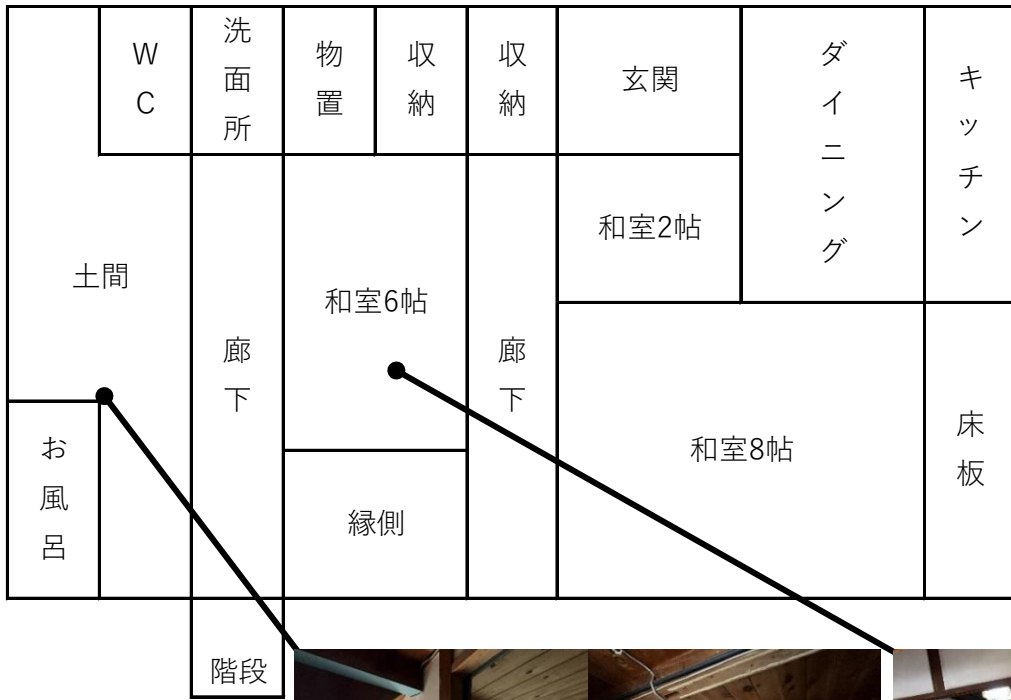 WC
洗面所
物置
収納
収納
玄関
ダイニング
キッチン
和室2帖
土間
和室6帖
廊下
廊下
お風呂
和室8帖
床板
縁側
階段